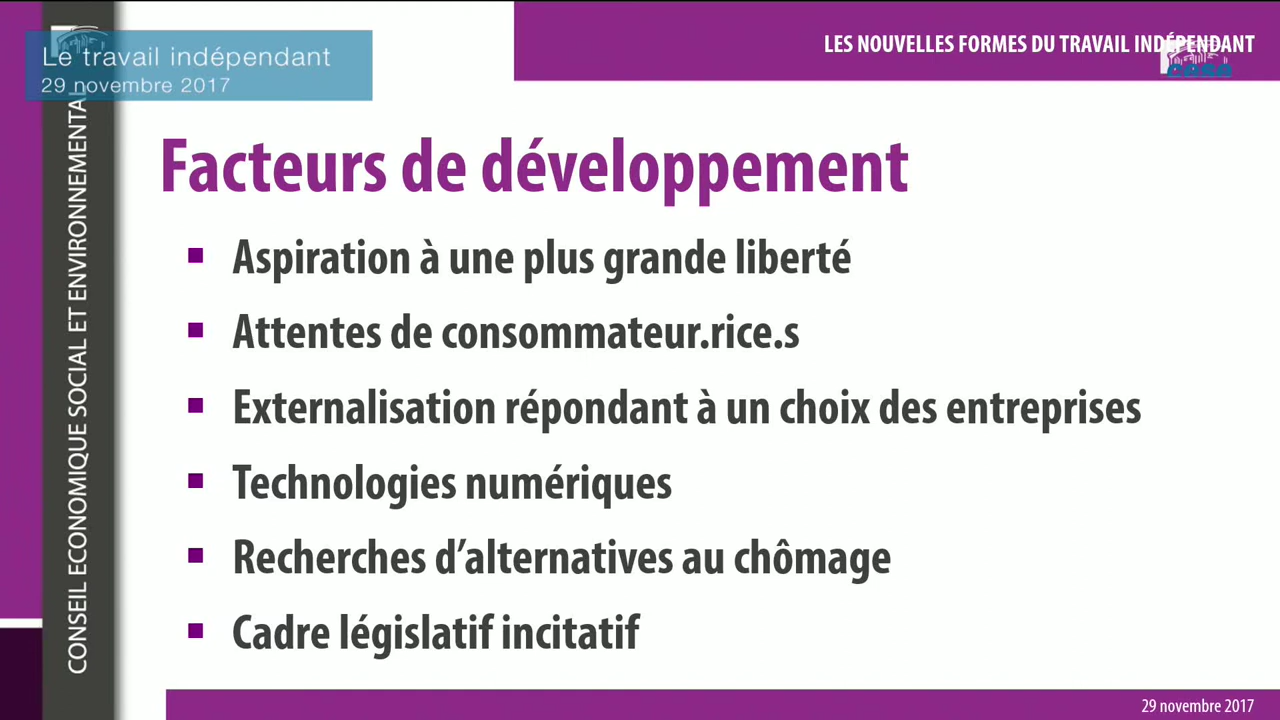 Le travail indépendant
29 novembre 2017
LES NOUVELLES FORMES DU TRAVAIL INDÉPENDANT
CONSEIL ECONOMIQUE SOCIAL ET ENVIRONNEMENTAL
Facteurs de développement
▪ Aspiration à une plus grande liberté
▪ Attentes de consommateur.rice.s
▪ Externalisation répondant à un choix des entreprises
▪ Technologies numériques
▪ Recherches d’alternatives au chômage
▪ Cadre législatif incitatif
29 novembre 2017